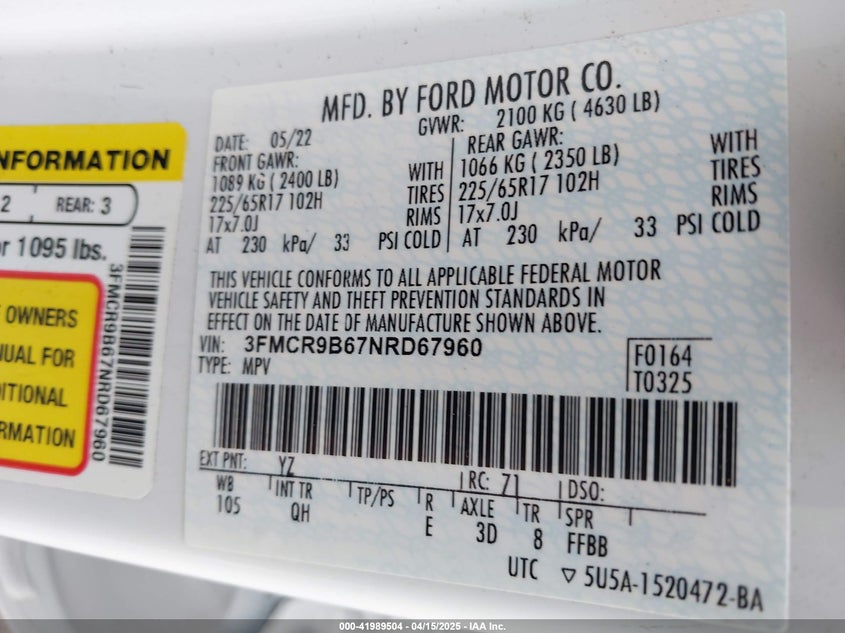 MFD. BY FORD MOTOR CO.
DATE: 05/22
GVWR: 2100 KG ( 4630 LB)
FRONT GAWR:
1089 KG ( 2400 LB) WITH
225/65R17 102H TIRES
17x7.0J RIMS
AT 230 kPa/ 33 PSI COLD
REAR GAWR: WITH
1066 KG ( 2350 LB) TIRES
225/65R17 102H RIMS
17x7.0J
AT 230 kPa/ 33 PSI COLD
THIS VEHICLE CONFORMS TO ALL APPLICABLE FEDERAL MOTOR
VEHICLE SAFETY AND THEFT PREVENTION STANDARDS IN
EFFECT ON THE DATE OF MANUFACTURE SHOWN ABOVE.
VIN: 3FMCR9B67NRD67960
TYPE: MPV
F0164
T0325
EXT PNT: YZ RC: 71 DSO:
WB INT TR TP/PS R AXLE TR SPR
105 QH E 3D 8 FFBB
UTC ▽ 5U5A-1520472-BA
NFORMATION
2 REAR: 3
or 1095 lbs.
OWNERS
NUAL FOR
DITIONAL
RMATION
3FMCR9B67NRD67960
000-41989504 - 04/15/2025 - IAA Inc.